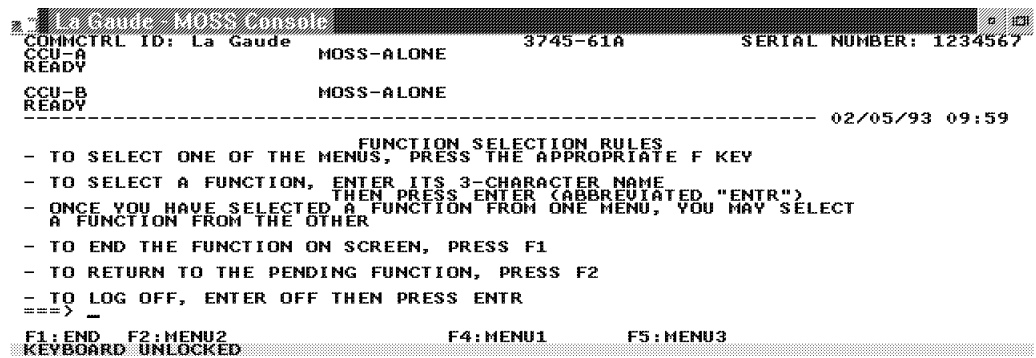 La Gaude - MOSS Console
COMMCTRL ID: La Gaude 3745-61A SERIAL NUMBER: 1234567
CCU-A MOSS-ALONE
READY
CCU-B MOSS-ALONE
READY
--------------------------------------------------------------- 02/05/93 09:59
FUNCTION SELECTION RULES
- TO SELECT ONE OF THE MENUS, PRESS THE APPROPRIATE F KEY
- TO SELECT A FUNCTION, ENTER ITS 3-CHARACTER NAME
THEN PRESS ENTER (ABBREVIATED "ENTR")
- ONCE YOU HAVE SELECTED A FUNCTION FROM ONE MENU, YOU MAY SELECT
A FUNCTION FROM THE OTHER
- TO END THE FUNCTION ON SCREEN, PRESS F1
- TO RETURN TO THE PENDING FUNCTION, PRESS F2
- TO LOG OFF, ENTER OFF THEN PRESS ENTR
===> _
F1:END F2:MENU2 F4:MENU1 F5:MENU3
KEYBOARD UNLOCKED